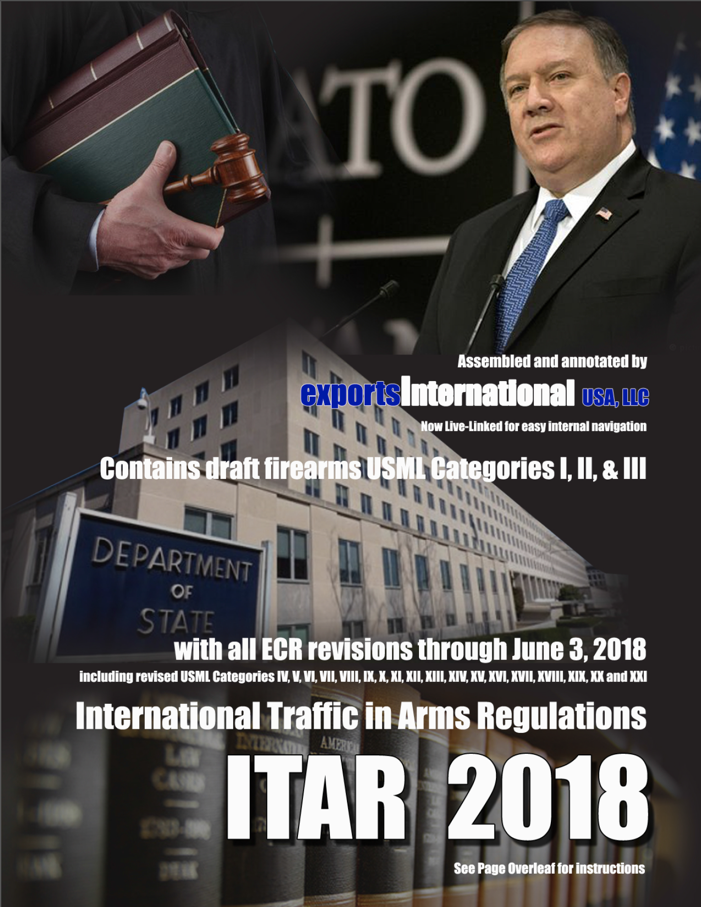 ATO
Assembled and annotated by
exportsInternational USA, LLC
Now Live-Linked for easy internal navigation
Contains draft firearms USML Categories I, II, & III
DEPARTMENT
OF
STATE
with all ECR revisions through June 3, 2018
including revised USML Categories IV, V, VI, VII, VIII, IX, X, XI, XII, XIII, XIV, XV, XVI, XVII, XVIII, XIX, XX and XXI
International Traffic in Arms Regulations
LAW
CASES
ITAR 2018
See Page Overleaf for instructions